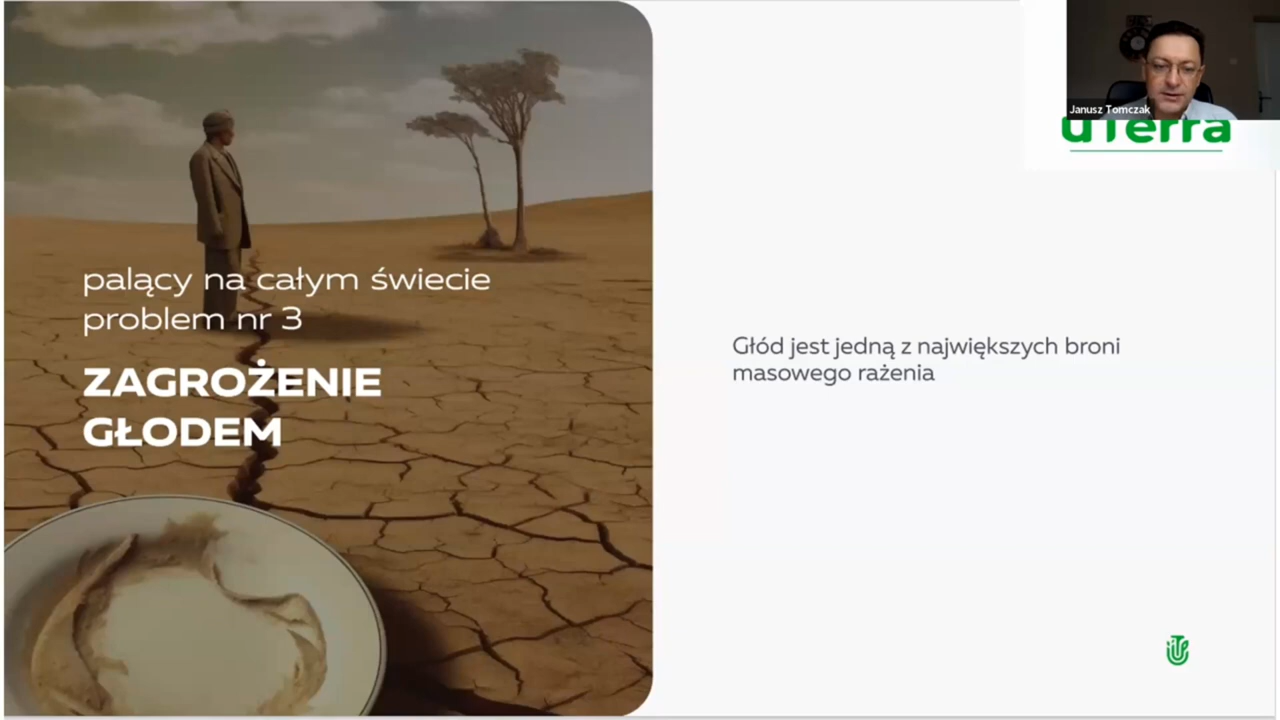 palący na całym świecie
problem nr 3
ZAGROŻENIE
GŁODEM
Głód jest jedną z największych broni
masowego rażenia
Janusz Tomczak
uTerra